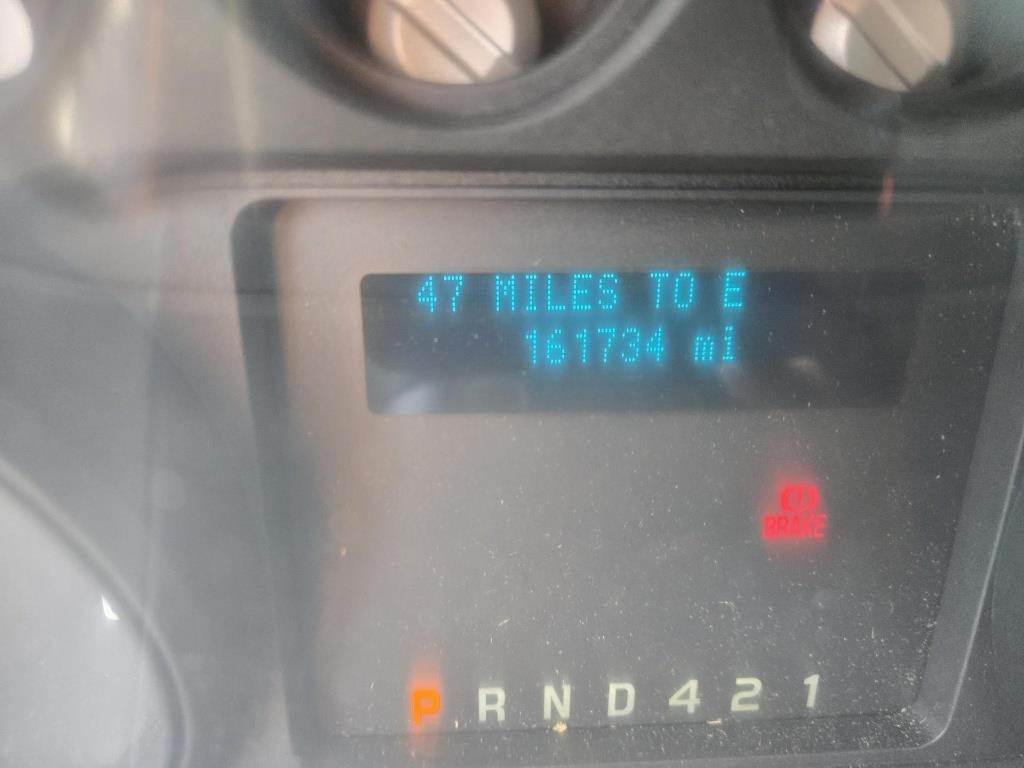 47 MILES TO E
161734 mi
BRAKE
P R N D 4 2 1